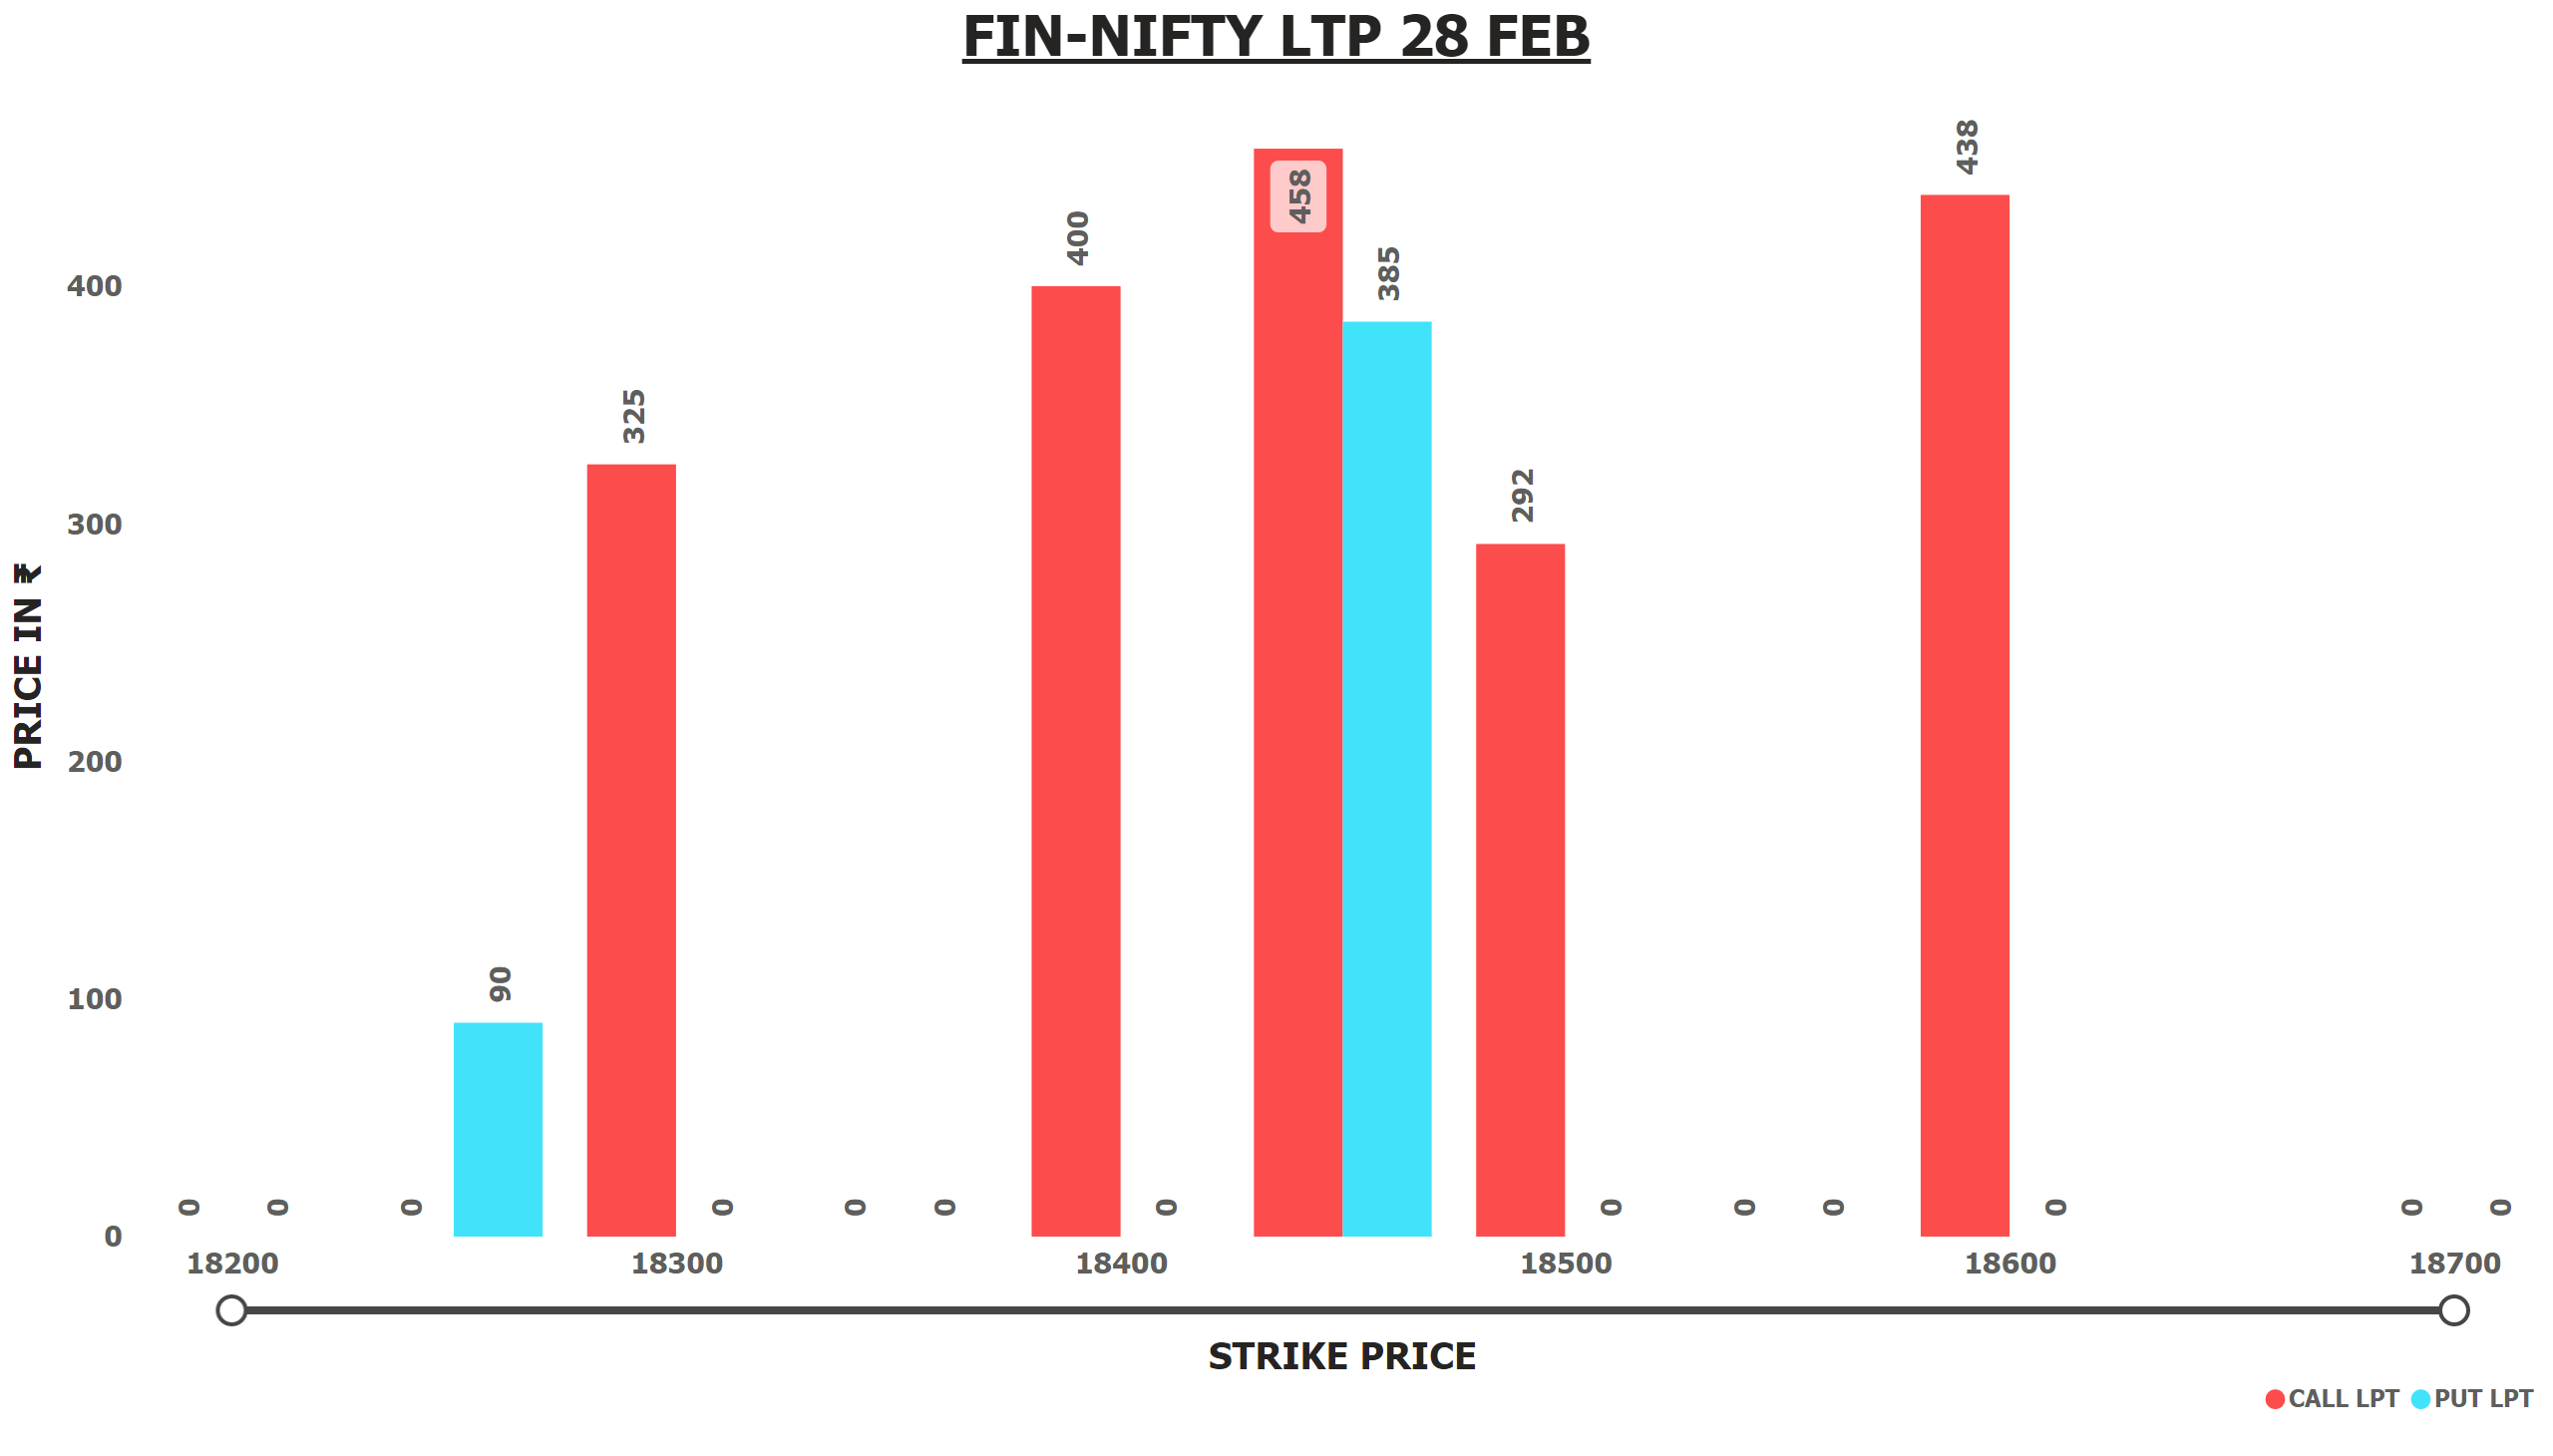 FIN-NIFTY LTP 28 FEB
438
458
400
385
400
325
292
300
PRICE IN ₹
200
90
100
0 0 0 0 0 0 0 0 0 0 0 0 0
0
18200 18300 18400 18500 18600 18700
STRIKE PRICE
CALL LPT PUT LPT